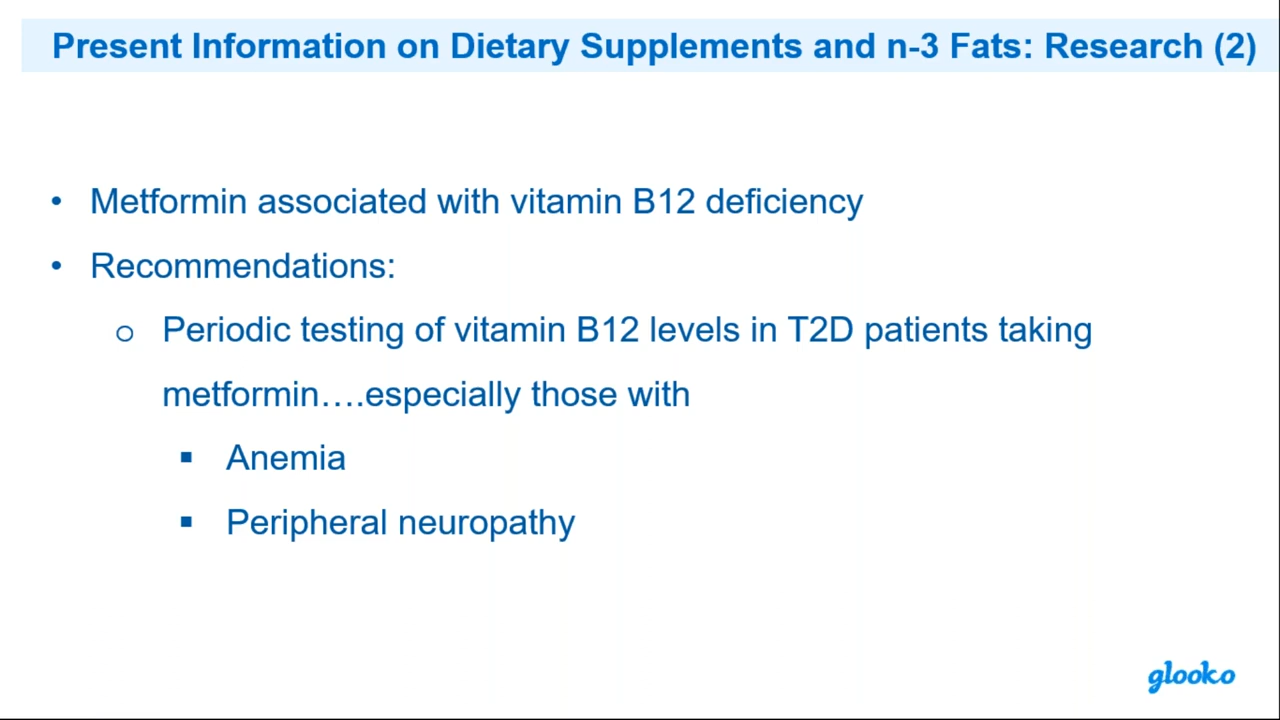 Present Information on Dietary Supplements and n-3 Fats: Research (2)
• Metformin associated with vitamin B12 deficiency
• Recommendations:
o Periodic testing of vitamin B12 levels in T2D patients taking
metformin….especially those with
▪ Anemia
▪ Peripheral neuropathy
glooko